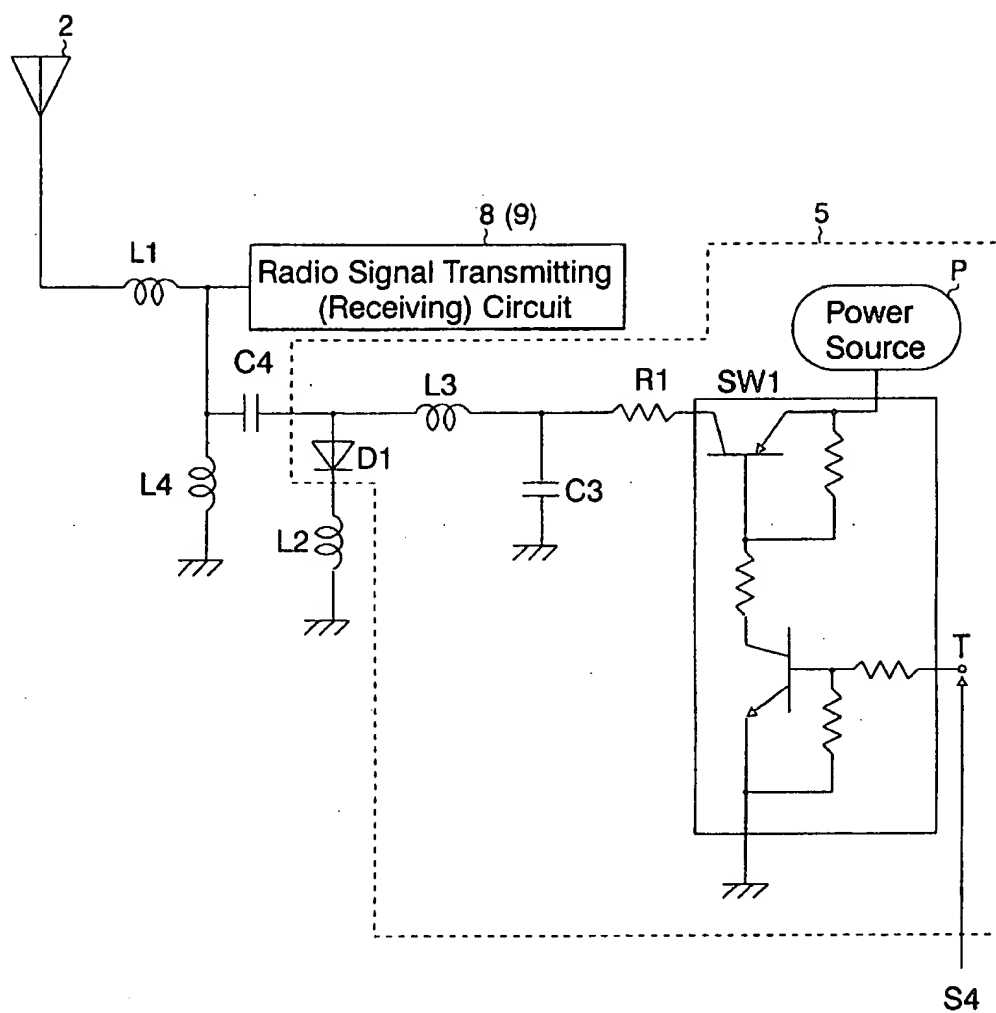 2
8 (9)
5
L1
Radio Signal Transmitting
(Receiving) Circuit
P
Power
Source
C4
L3
R1
SW1
D1
L4
C3
L2
T
S4